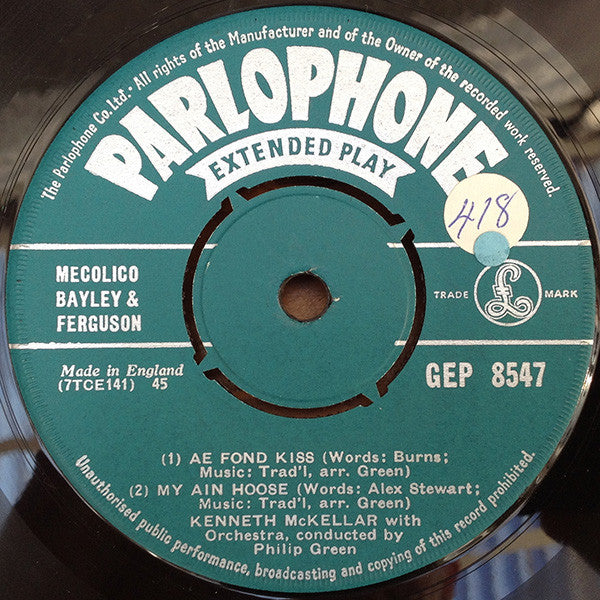 The Parlophone Co. Ltd. · All rights of the Manufacturer and of the Owner of the recorded work reserved.
PARLOPHONE
EXTENDED PLAY
418
MECOLICO
BAYLEY &
FERGUSON
TRADE £ MARK
Made in England
(7TCE141) 45
GEP 8547
(1) AE FOND KISS (Words: Burns;
Music: Trad'l, arr. Green)
(2) MY AIN HOOSE (Words: Alex Stewart;
Music: Trad'l, arr. Green)
KENNETH McKELLAR with
Orchestra, conducted by
Philip Green
Unauthorised public performance, broadcasting and copying of this record prohibited.